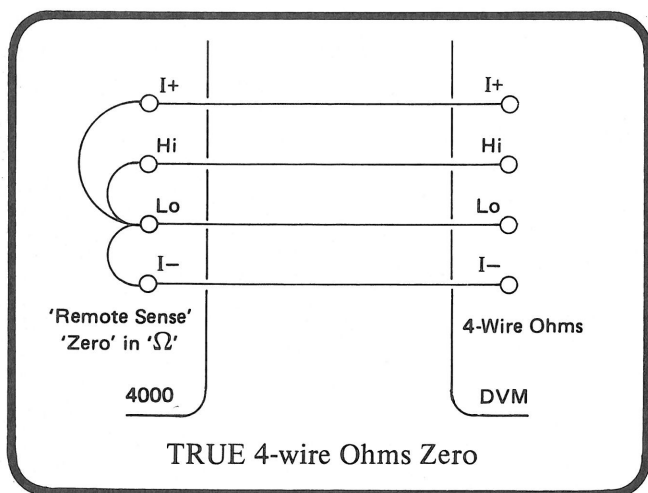 I+ I+
Hi Hi
Lo Lo
I− I−
'Remote Sense'
'Zero' in 'Ω'
4-Wire Ohms
4000 DVM
TRUE 4-wire Ohms Zero